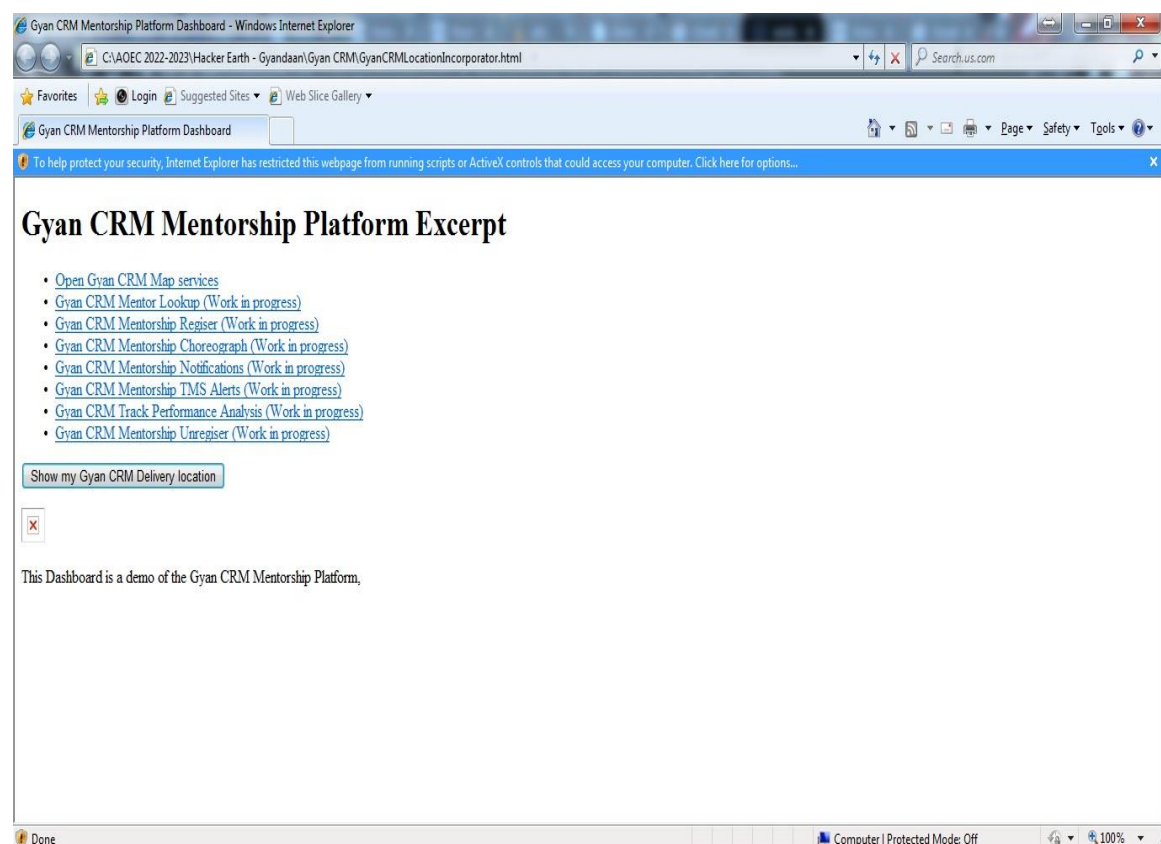 Gyan CRM Mentorship Platform Dashboard - Windows Internet Explorer
C:\AOEC 2022-2023\Hacker Earth - Gyandaan\Gyan CRM\GyanCRMLocationIncorporator.html
Search.us.com
Favorites Login Suggested Sites Web Slice Gallery
Gyan CRM Mentorship Platform Dashboard
Page Safety Tools
To help protect your security, Internet Explorer has restricted this webpage from running scripts or ActiveX controls that could access your computer. Click here for options...
Gyan CRM Mentorship Platform Excerpt
• Open Gyan CRM Map services
• Gyan CRM Mentor Lookup (Work in progress)
• Gyan CRM Mentorship Regiser (Work in progress)
• Gyan CRM Mentorship Choreograph (Work in progress)
• Gyan CRM Mentorship Notifications (Work in progress)
• Gyan CRM Mentorship TMS Alerts (Work in progress)
• Gyan CRM Track Performance Analysis (Work in progress)
• Gyan CRM Mentorship Unregiser (Work in progress)
Show my Gyan CRM Delivery location
This Dashboard is a demo of the Gyan CRM Mentorship Platform,
Done
Computer | Protected Mode: Off
100%